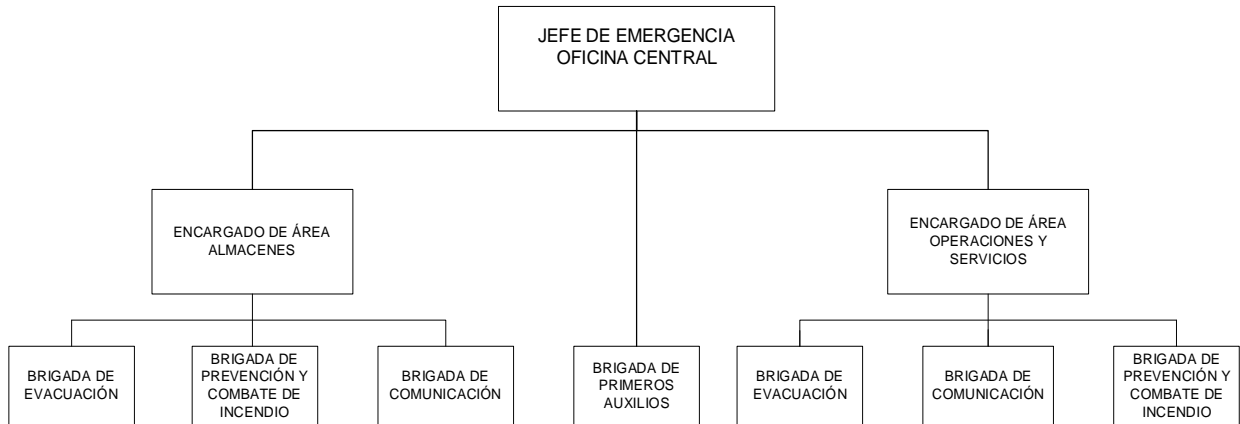 JEFE DE EMERGENCIA
OFICINA CENTRAL
ENCARGADO DE ÁREA
ALMACENES
ENCARGADO DE ÁREA
OPERACIONES Y
SERVICIOS
BRIGADA DE
EVACUACIÓN
BRIGADA DE
PREVENCIÓN Y
COMBATE DE
INCENDIO
BRIGADA DE
COMUNICACIÓN
BRIGADA DE
PRIMEROS
AUXILIOS
BRIGADA DE
EVACUACIÓN
BRIGADA DE
COMUNICACIÓN
BRIGADA DE
PREVENCIÓN Y
COMBATE DE
INCENDIO